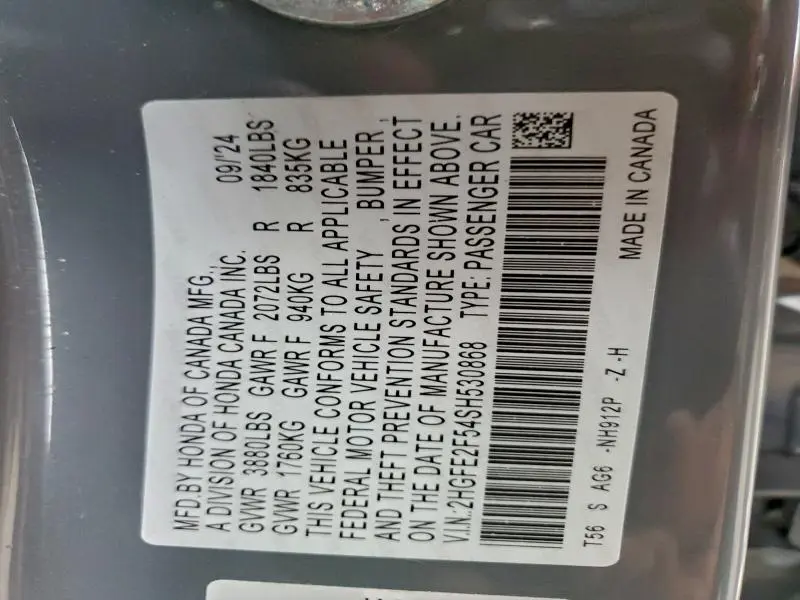 MFD.BY HONDA OF CANADA MFG.,
A DIVISION OF HONDA CANADA INC. 09/'24
GVWR 3880LBS GAWR F 2072LBS R 1840LBS
GVWR 1760KG GAWR F 940KG R 835KG
THIS VEHICLE CONFORMS TO ALL APPLICABLE
FEDERAL MOTOR VEHICLE SAFETY , BUMPER ,
AND THEFT PREVENTION STANDARDS IN EFFECT
ON THE DATE OF MANUFACTURE SHOWN ABOVE.
V.I.N.:2HGFE2F54SH530868 TYPE: PASSENGER CAR
T56 S AG6 -NH912P -Z -H
MADE IN CANADA